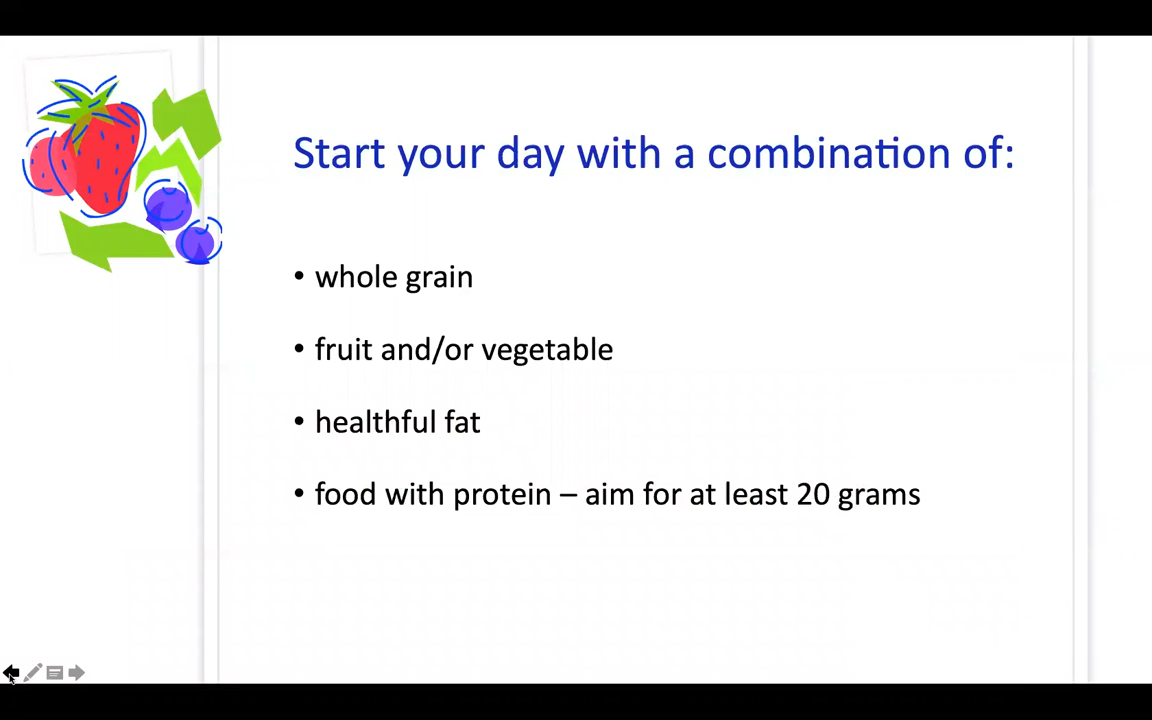 Start your day with a combination of:
• whole grain
• fruit and/or vegetable
• healthful fat
• food with protein – aim for at least 20 grams